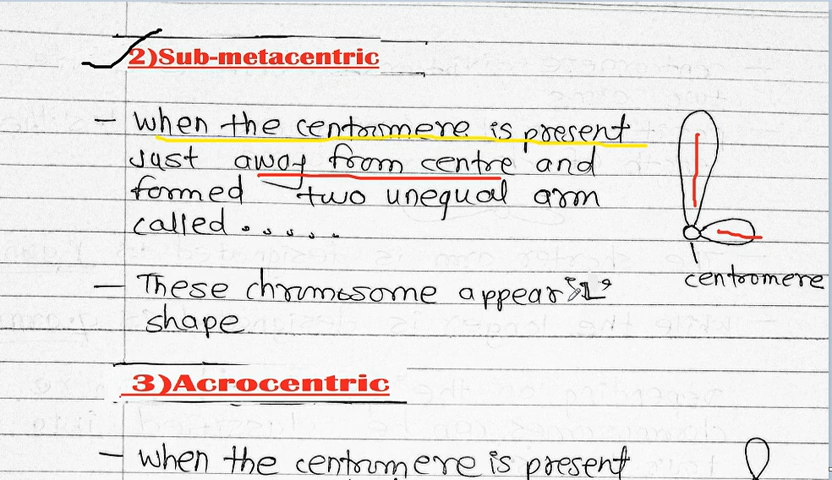 2)Sub-metacentric
- when the centromere is present
Just away from centre and
formed two unequal arm
called .....
centromere
- These chromosome appear "L"
shape
3)Acrocentric
- when the centromere is present